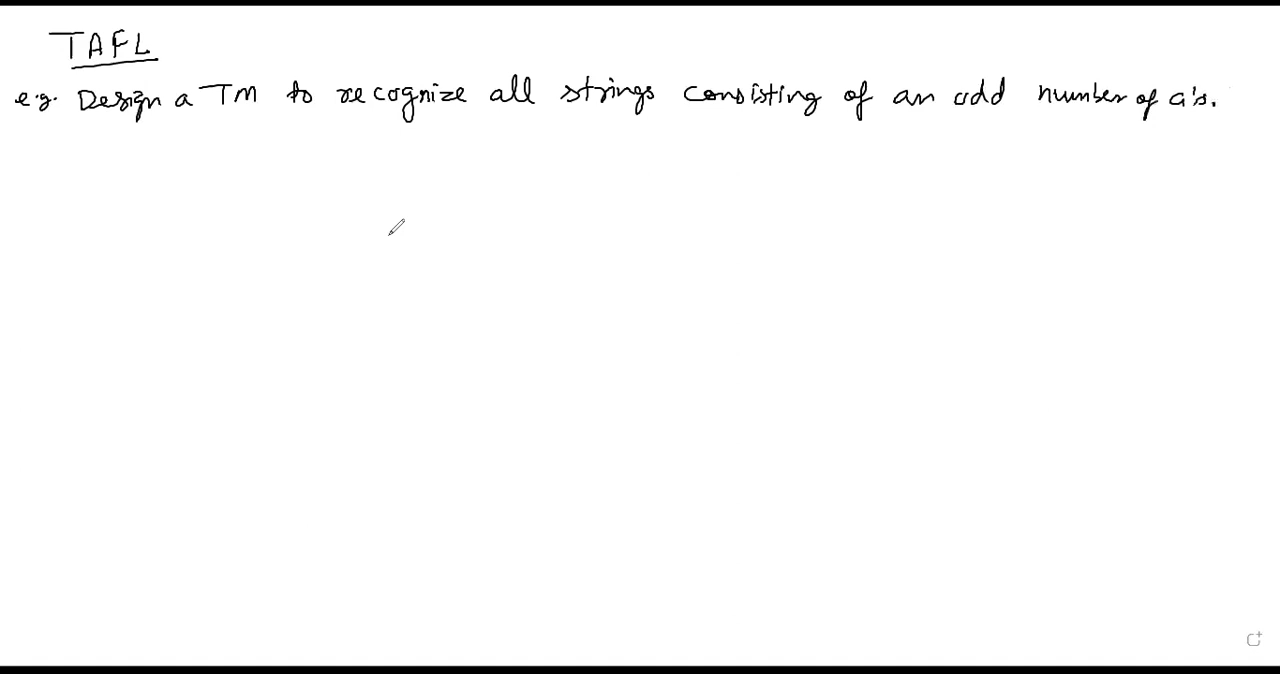 TAFL
e.g. Design a TM to recognize all strings consisting of an odd number of a's.